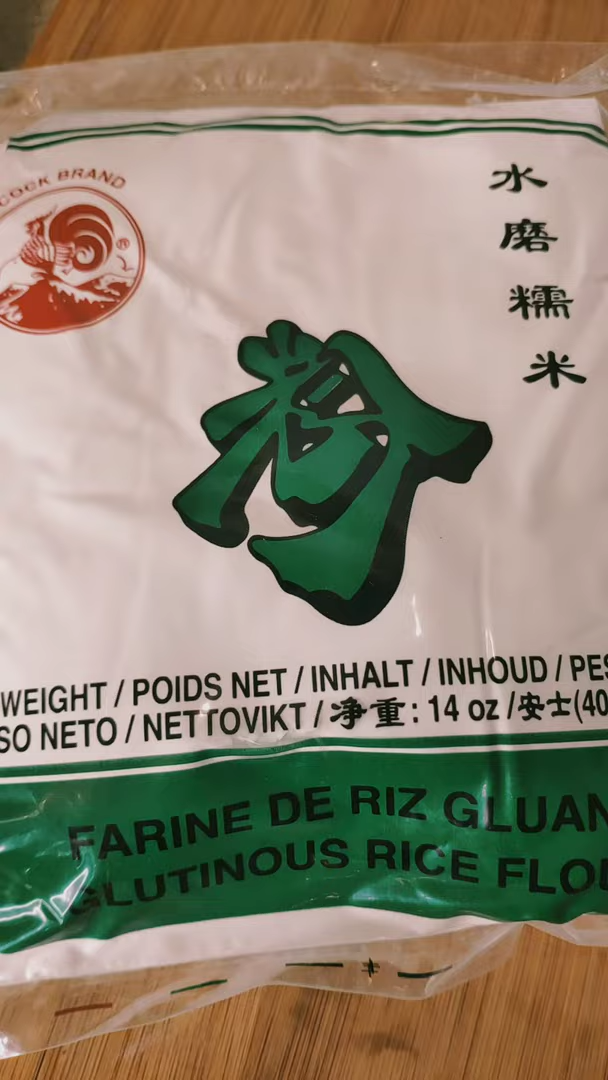 COCK BRAND
®
水磨糯米
粉
WEIGHT / POIDS NET / INHALT / INHOUD / PES
SO NETO / NETTOVIKT / 淨重: 14 oz /安士(40
FARINE DE RIZ GLUAN
GLUTINOUS RICE FLO